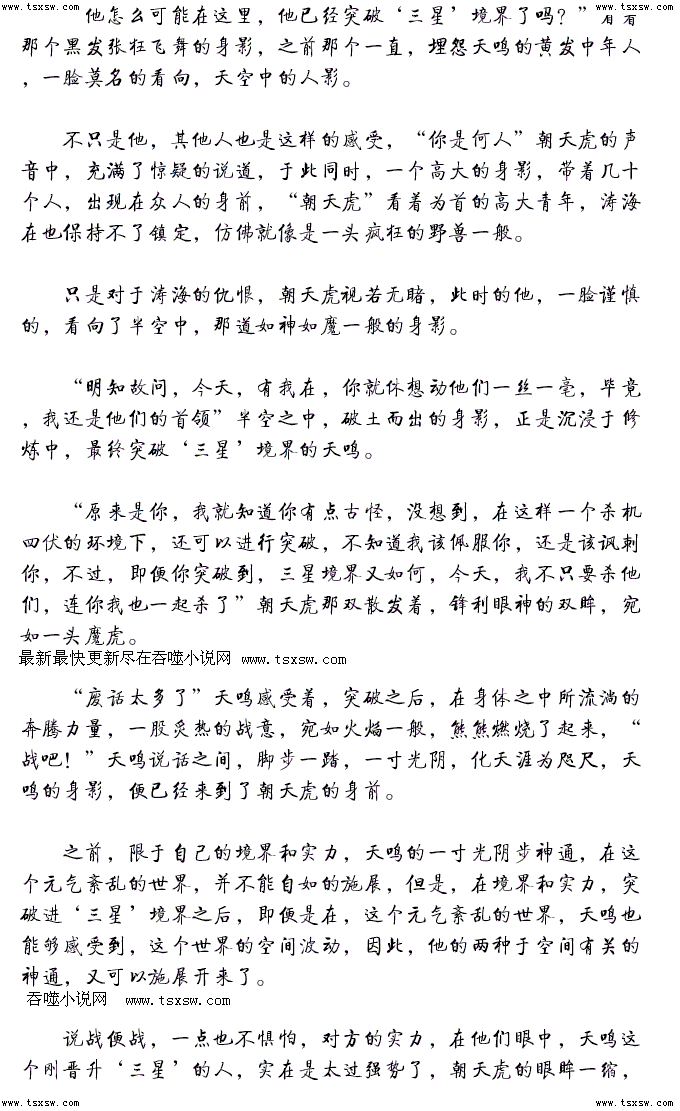 www.tsxsw.com www.tsxsw.com
他怎么可能在这里，他已经突破‘三星’境界了吗？”看着
那个黑发张狂飞舞的身影，之前那个一直，埋怨天鸣的黄发中年人
，一脸莫名的看向，天空中的人影。
不只是他，其他人也是这样的感受，“你是何人”朝天虎的声
音中，充满了惊疑的说道，于此同时，一个高大的身影，带着几十
个人，出现在众人的身前，“朝天虎”看着为首的高大青年，涛海
在也保持不了镇定，仿佛就像是一头疯狂的野兽一般。
只是对于涛海的仇恨，朝天虎视若无睹，此时的他，一脸谨慎
的，看向了半空中，那道如神如魔一般的身影。
“明知故问，今天，有我在，你就休想动他们一丝一毫，毕竟
，我还是他们的首领”半空之中，破土而出的身影，正是沉浸于修
炼中，最终突破‘三星’境界的天鸣。
“原来是你，我就知道你有点古怪，没想到，在这样一个杀机
四伏的环境下，还可以进行突破，不知道我该佩服你，还是该讽刺
你，不过，即便你突破到，三星境界又如何，今天，我不只要杀他
们，连你我也一起杀了”朝天虎那双散发着，锋利眼神的双眸，宛
如一头魔虎。
最新最快更新尽在吞噬小说网 www.tsxsw.com
“废话太多了”天鸣感受着，突破之后，在身体之中所流淌的
奔腾力量，一股炙热的战意，宛如火焰一般，熊熊燃烧了起来，“
战吧！”天鸣说话之间，脚步一踏，一寸光阴，化天涯为咫尺，天
鸣的身影，便已经来到了朝天虎的身前。
之前，限于自己的境界和实力，天鸣的一寸光阴步神通，在这
个元气紊乱的世界，并不能自如的施展，但是，在境界和实力，突
破进‘三星’境界之后，即便是在，这个元气紊乱的世界，天鸣也
能够感受到，这个世界的空间波动，因此，他的两种于空间有关的
神通，又可以施展开来了。
吞噬小说网 www.tsxsw.com
说战便战，一点也不惧怕，对方的实力，在他们眼中，天鸣这
个刚晋升‘三星’的人，实在是太过强势了，朝天虎的眼眸一缩，
www.tsxsw.com www.tsxsw.com